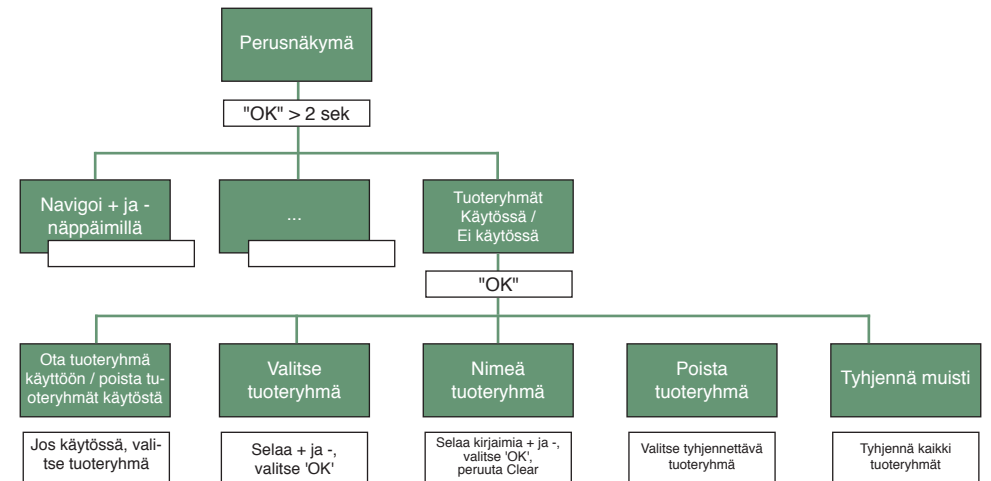 Perusnäkymä
"OK" > 2 sek
Navigoi + ja -
näppäimillä
...
Tuoteryhmät
Käytössä /
Ei käytössä
"OK"
Ota tuoteryhmä
käyttöön / poista tu-
oteryhmät käytöstä
Valitse
tuoteryhmä
Nimeä
tuoteryhmä
Poista
tuoteryhmä
Tyhjennä muisti
Jos käytössä, vali-
tse tuoteryhmä
Selaa + ja -,
valitse 'OK'
Selaa kirjaimia + ja -,
valitse 'OK',
peruuta Clear
Valitse tyhjennettävä
tuoteryhmä
Tyhjennä kaikki
tuoteryhmät